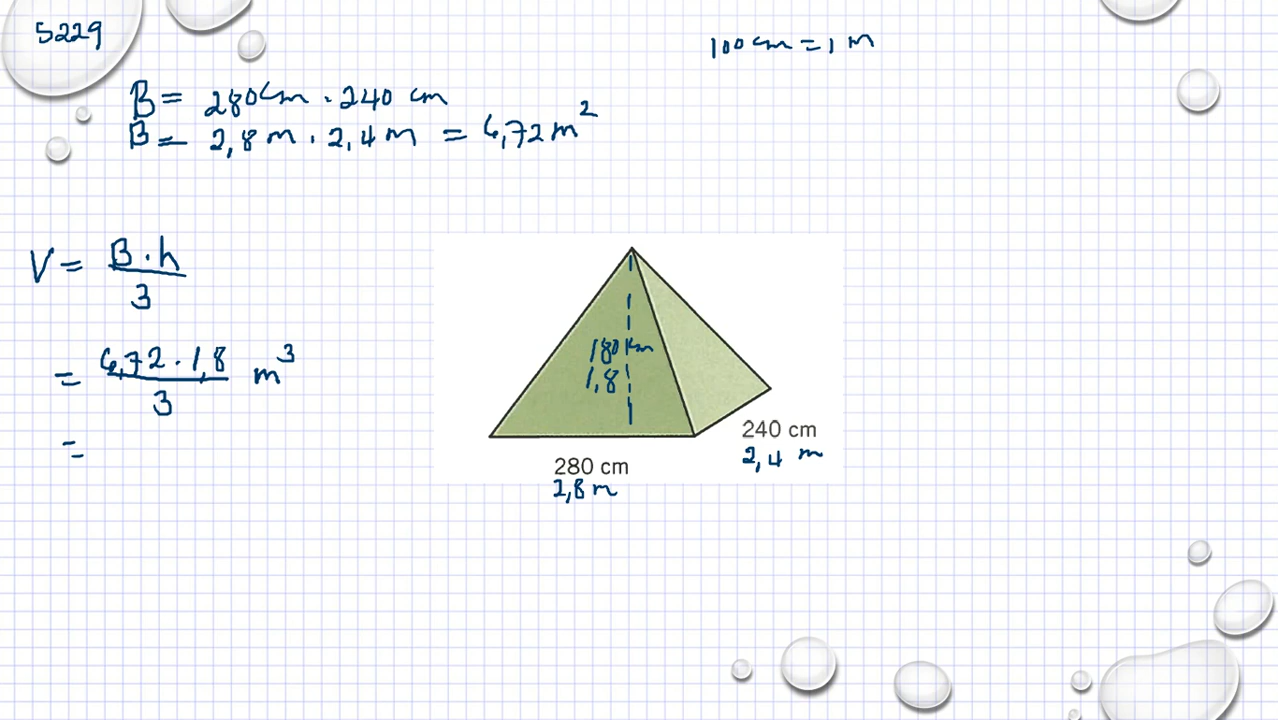 5229
100 cm = 1 m
B = 280 cm · 240 cm
B = 2,8 m · 2,4 m = 6,72 m²
V = B · h / 3
= 6,72 · 1,8 / 3 m³
=
180 cm
1,8
240 cm
2,4 m
280 cm
2,8 m